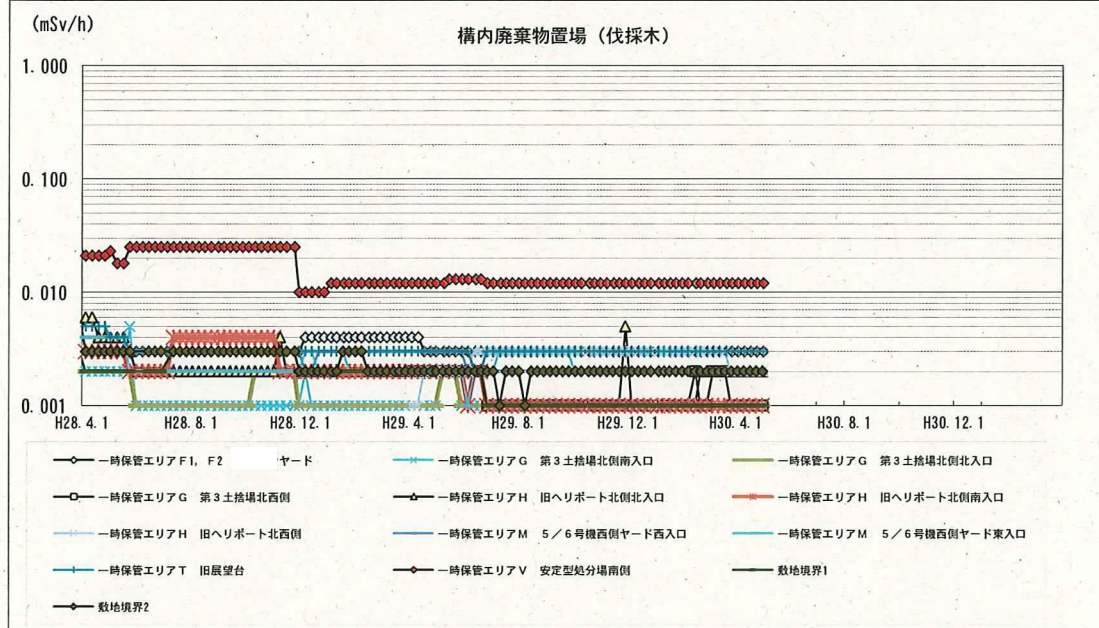 (mSv/h)
構内廃棄物置場（伐採木）
1.000
0.100
0.010
0.001
H28.4.1 H28.8.1 H28.12.1 H29.4.1 H29.8.1 H29.12.1 H30.4.1 H30.8.1 H30.12.1
一時保管エリアF1, F2 ヤード 一時保管エリアG 第3土捨場北側南入口 一時保管エリアG 第3土捨場北側北入口
一時保管エリアG 第3土捨場北西側 一時保管エリアH 旧ヘリポート北側北入口 一時保管エリアH 旧ヘリポート北側南入口
一時保管エリアH 旧ヘリポート北西側 一時保管エリアM 5／6号機西側ヤード西入口 一時保管エリアM 5／6号機西側ヤード東入口
一時保管エリアT 旧展望台 一時保管エリアV 安定型処分場南側 敷地境界1
敷地境界2